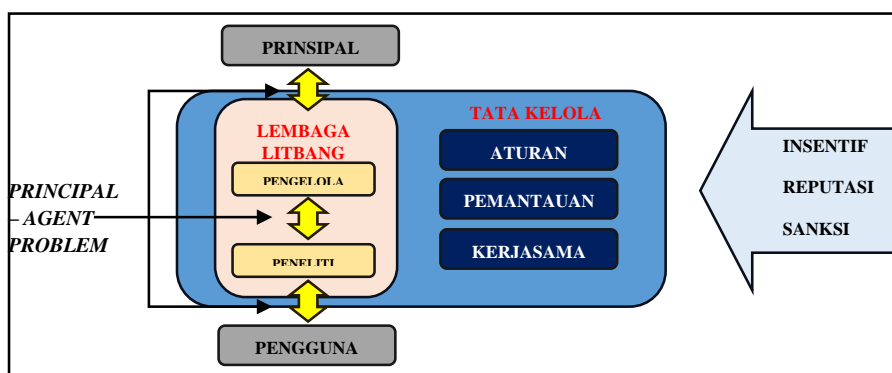 PRINSIPAL
LEMBAGA
LITBANG
PENGELOLA
PENELITI
PENGGUNA
TATA KELOLA
ATURAN
PEMANTAUAN
KERJASAMA
PRINCIPAL
– AGENT
PROBLEM
INSENTIF
REPUTASI
SANKSI